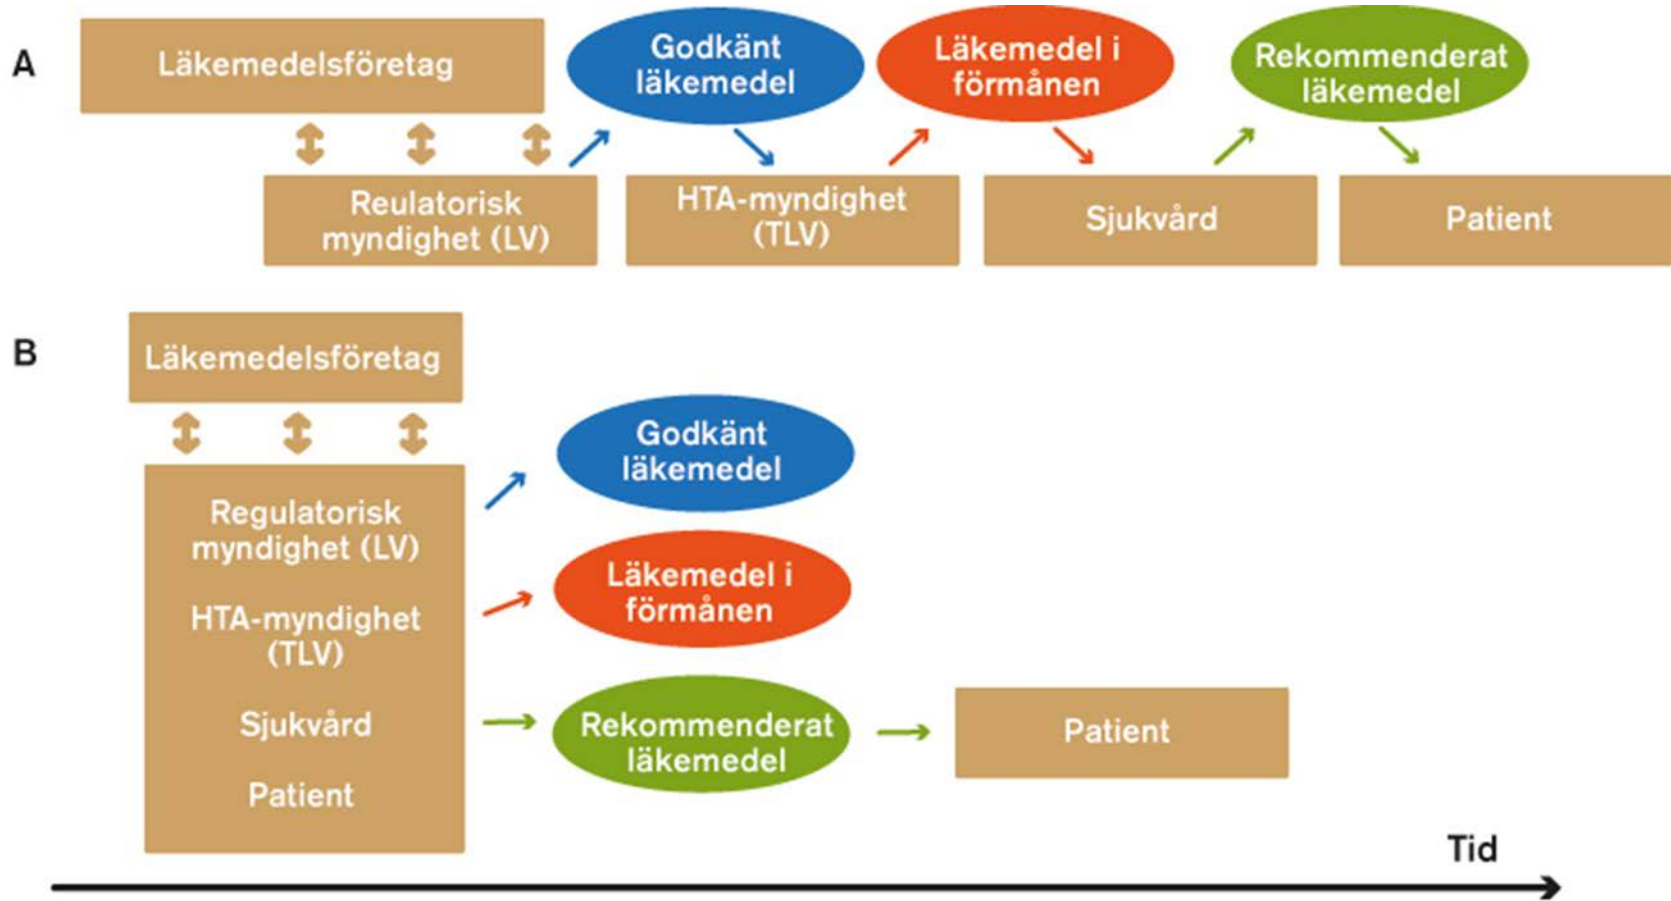 A
Läkemedelsföretag
Godkänt
läkemedel
Läkemedel i
förmånen
Rekommenderat
läkemedel
Reulatorisk
myndighet (LV)
HTA-myndighet
(TLV)
Sjukvård
Patient
B
Läkemedelsföretag
Regulatorisk
myndighet (LV)
HTA-myndighet
(TLV)
Sjukvård
Patient
Godkänt
läkemedel
Läkemedel i
förmånen
Rekommenderat
läkemedel
Patient
Tid